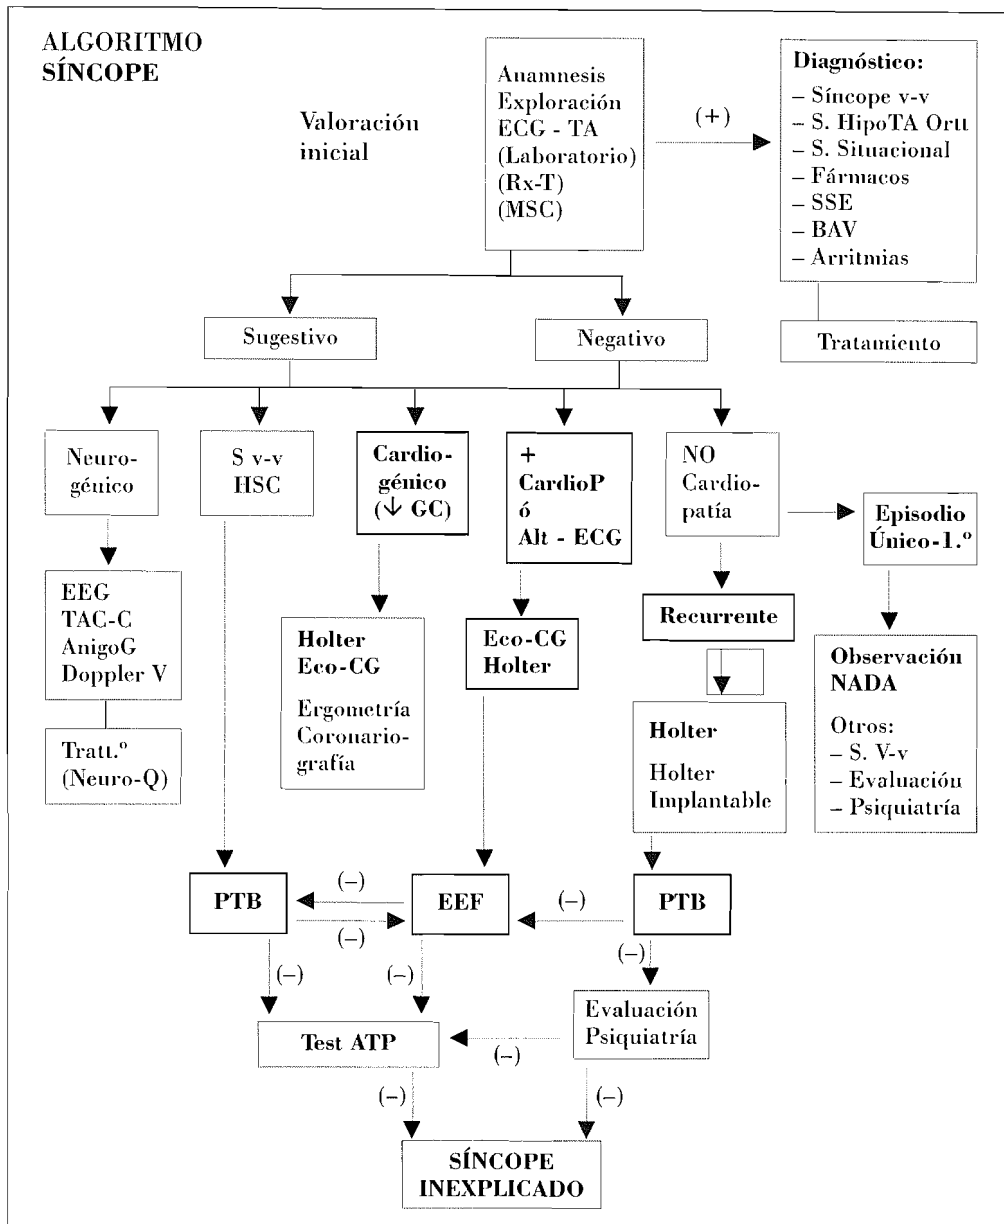 ALGORITMO
SÍNCOPE
Valoración
inicial
Anamnesis
Exploración
ECG - TA
(Laboratorio)
(Rx-T)
(MSC)
(+)
Diagnóstico:
– Síncope v-v
– S. HipoTA Ortt
– S. Situacional
– Fármacos
– SSE
– BAV
– Arritmias
Tratamiento
Sugestivo
Negativo
Neuro-
génico
S v-v
HSC
Cardio-
génico
(↓ GC)
+
CardioP
ó
Alt - ECG
NO
Cardio-
patía
Episodio
Único-1.º
EEG
TAC-C
AnigoG
Doppler V
Tratt.º
(Neuro-Q)
Holter
Eco-CG
Ergometría
Coronario-
grafía
Eco-CG
Holter
Recurrente
Holter
Holter
Implantable
Observación
NADA
Otros:
– S. V-v
– Evaluación
– Psiquiatría
PTB
(–)
(–)
EEF
(–)
PTB
(–)
(–)
(–)
Test ATP
(–)
Evaluación
Psiquiatría
(–)
(–)
SÍNCOPE
INEXPLICADO